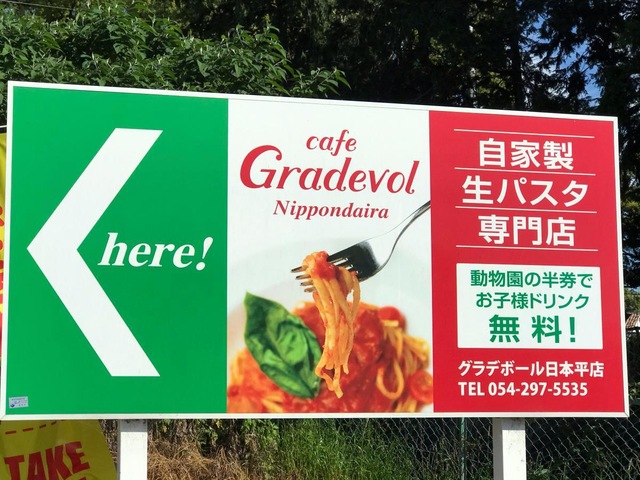 here!
cafe
Gradevol
Nippondaira
自家製
生パスタ
専門店
動物園の半券で
お子様ドリンク
無料!
グラデボール日本平店
TEL 054-297-5535
TAKE